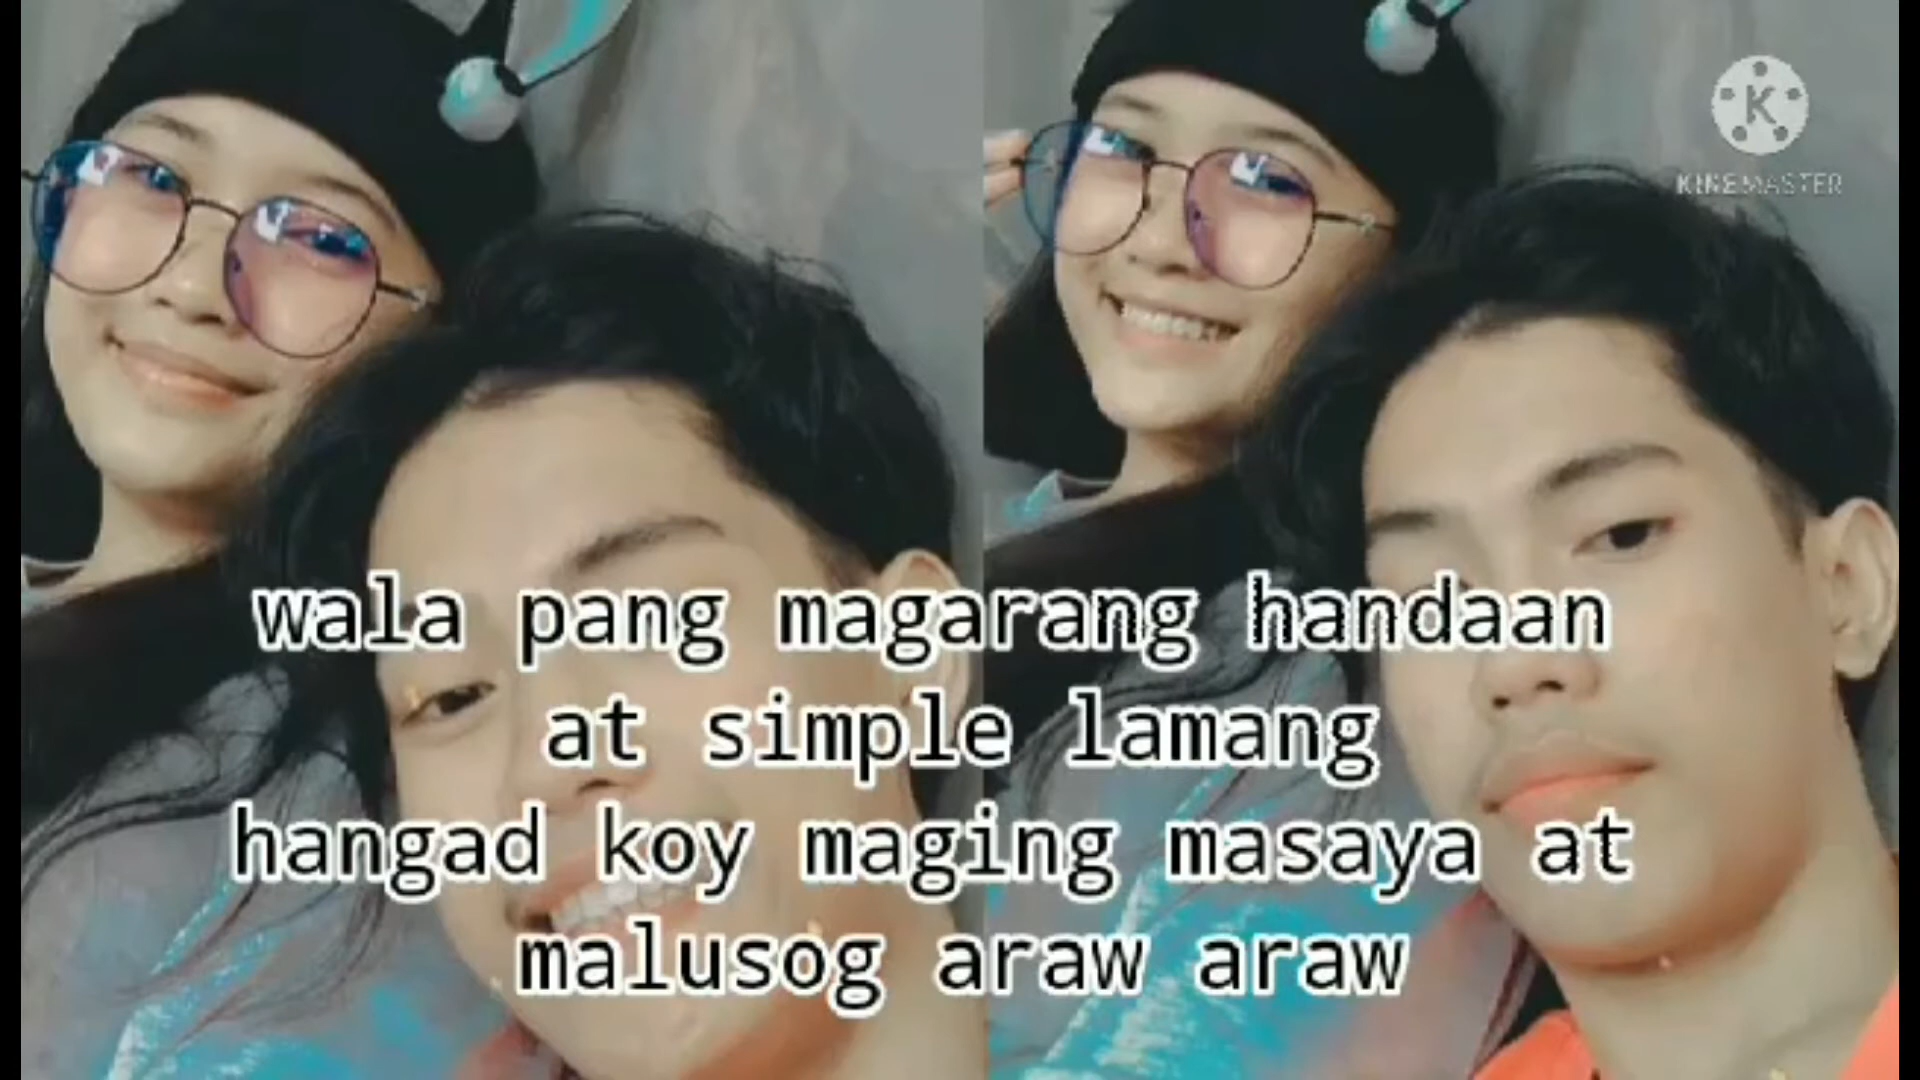 KINEMASTER
wala pang magarang handaan
at simple lamang
hangad koy maging masaya at
malusog araw araw